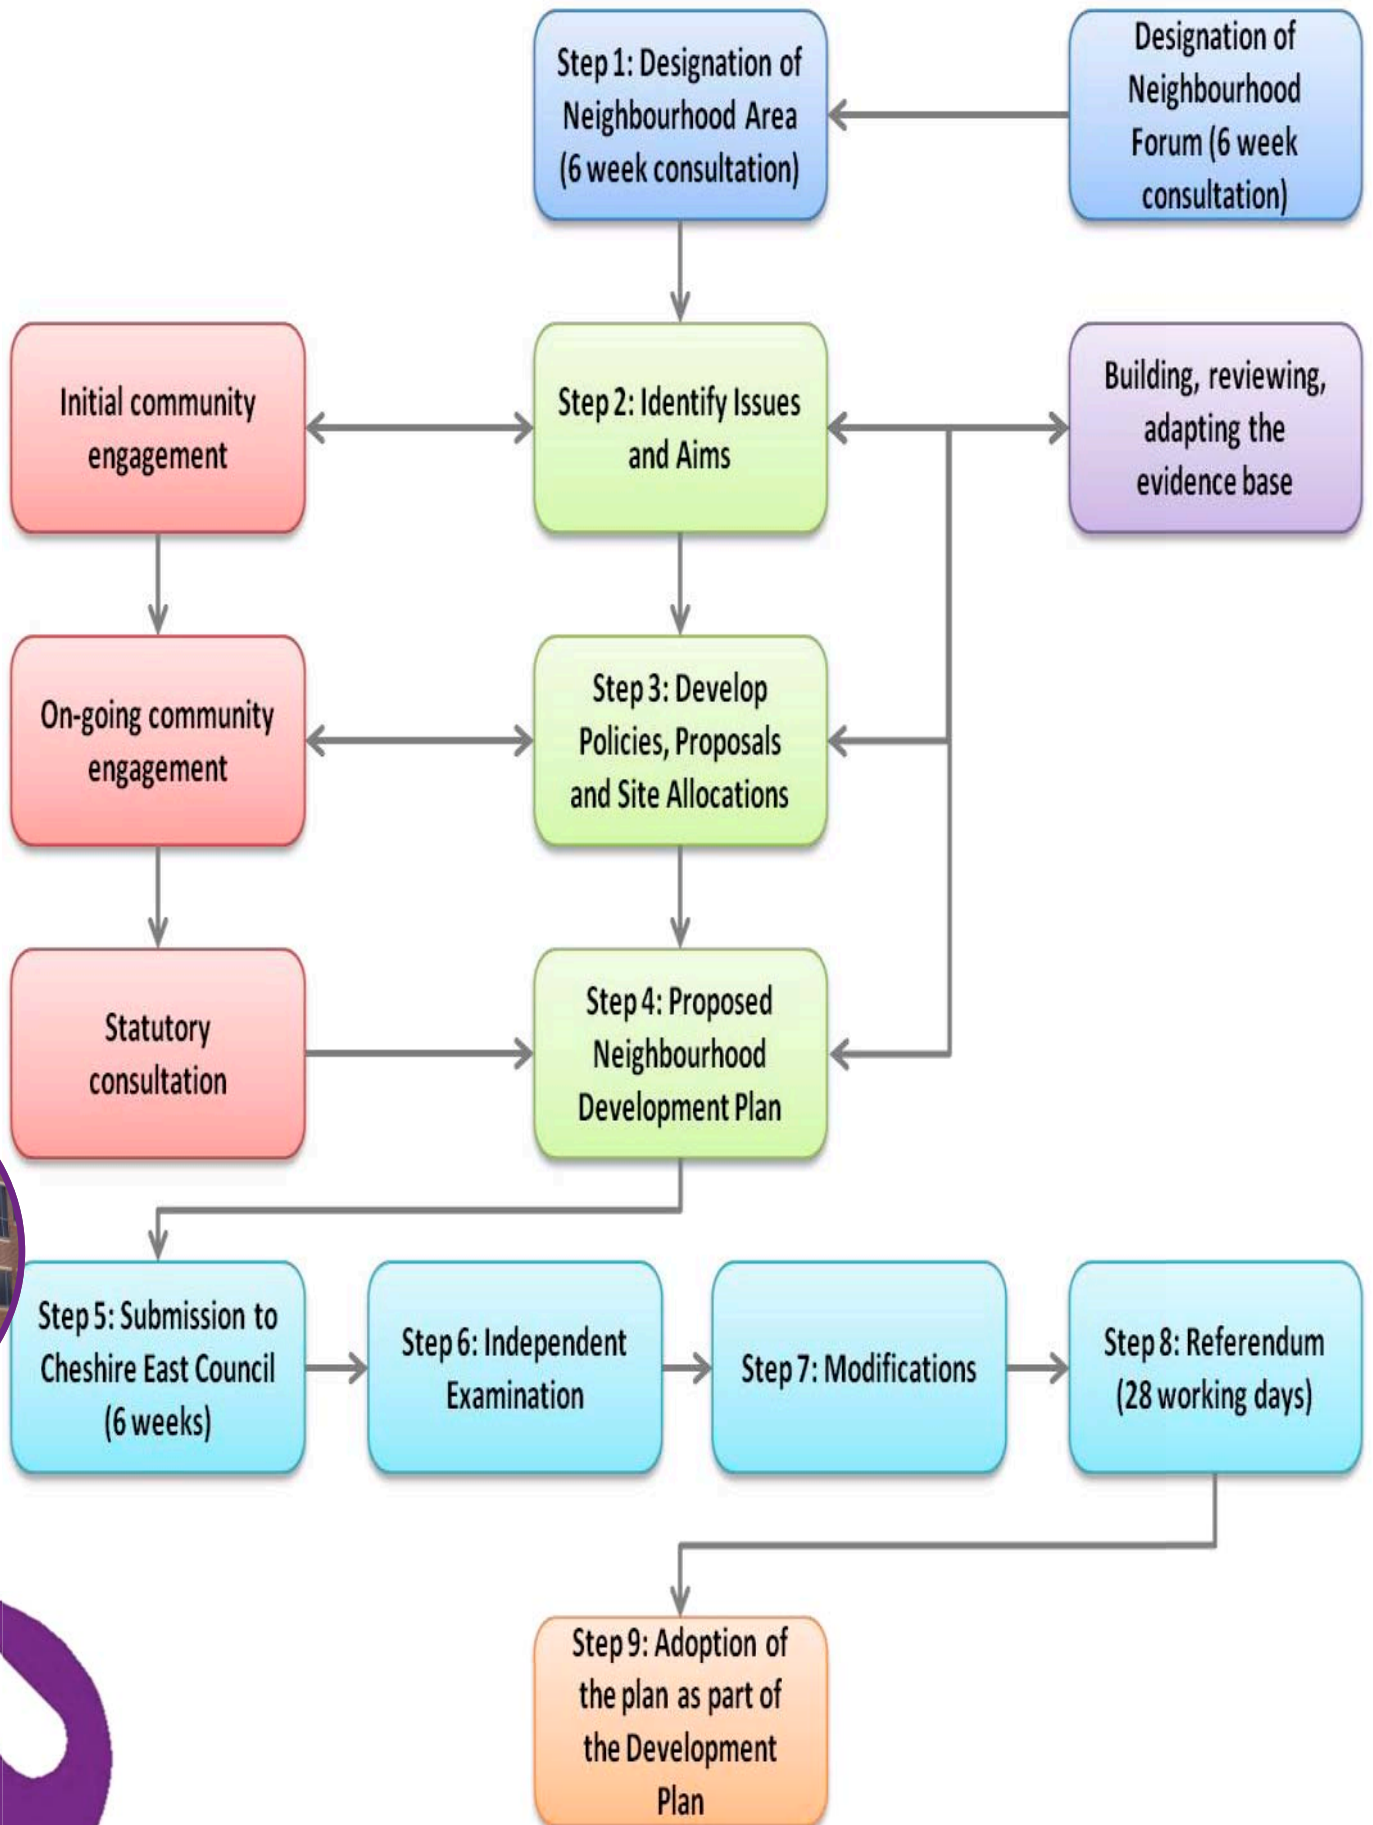 Step 1: Designation of
Neighbourhood Area
(6 week consultation)
Designation of
Neighbourhood
Forum (6 week
consultation)
Initial community
engagement
Step 2: Identify Issues
and Aims
Building, reviewing,
adapting the
evidence base
On-going community
engagement
Step 3: Develop
Policies, Proposals
and Site Allocations
Statutory
consultation
Step 4: Proposed
Neighbourhood
Development Plan
Step 5: Submission to
Cheshire East Council
(6 weeks)
Step 6: Independent
Examination
Step 7: Modifications
Step 8: Referendum
(28 working days)
Step 9: Adoption of
the plan as part of
the Development
Plan